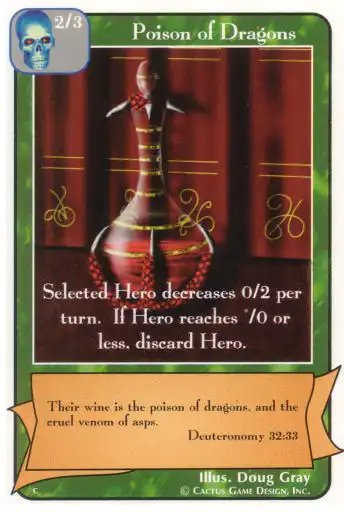 2/3
Poison of Dragons
Selected Hero decreases 0/2 per
turn. If Hero reaches */0 or
less, discard Hero.
Their wine is the poison of dragons, and the
cruel venom of asps.
Deuteronomy 32:33
Illus. Doug Gray
C
© Cactus Game Design, Inc.